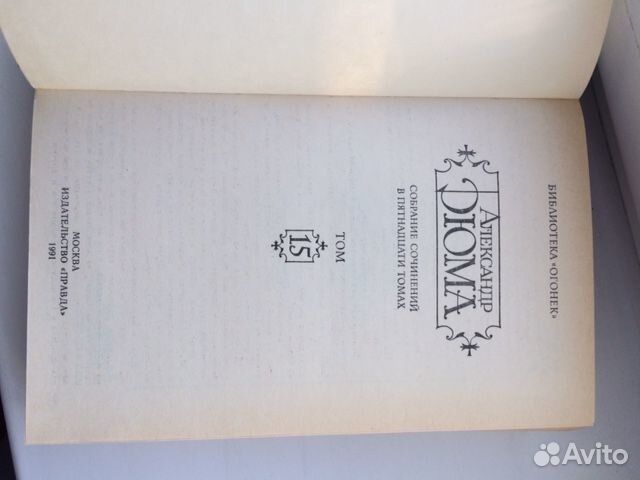 БИБЛИОТЕКА «ОГОНЕК»
АЛЕКСАНДР
ДЮМА
СОБРАНИЕ СОЧИНЕНИЙ
В ПЯТНАДЦАТИ ТОМАХ
ТОМ
15
МОСКВА
ИЗДАТЕЛЬСТВО «ПРАВДА»
1991
Avito